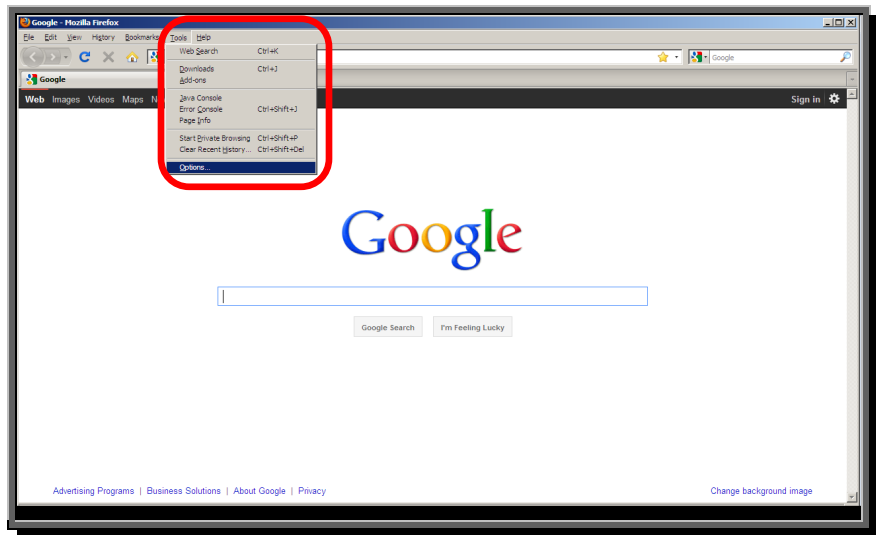 Google - Mozilla Firefox
File Edit View History Bookmarks Tools Help
Web Search Ctrl+K
Google
Downloads Ctrl+J
Add-ons
Google
Java Console
Web Images Videos Maps
Sign in
Error Console Ctrl+Shift+J
Page Info
Start Private Browsing Ctrl+Shift+P
Clear Recent History... Ctrl+Shift+Del
Options...
Google
Google Search I'm Feeling Lucky
Advertising Programs | Business Solutions | About Google | Privacy
Change background image